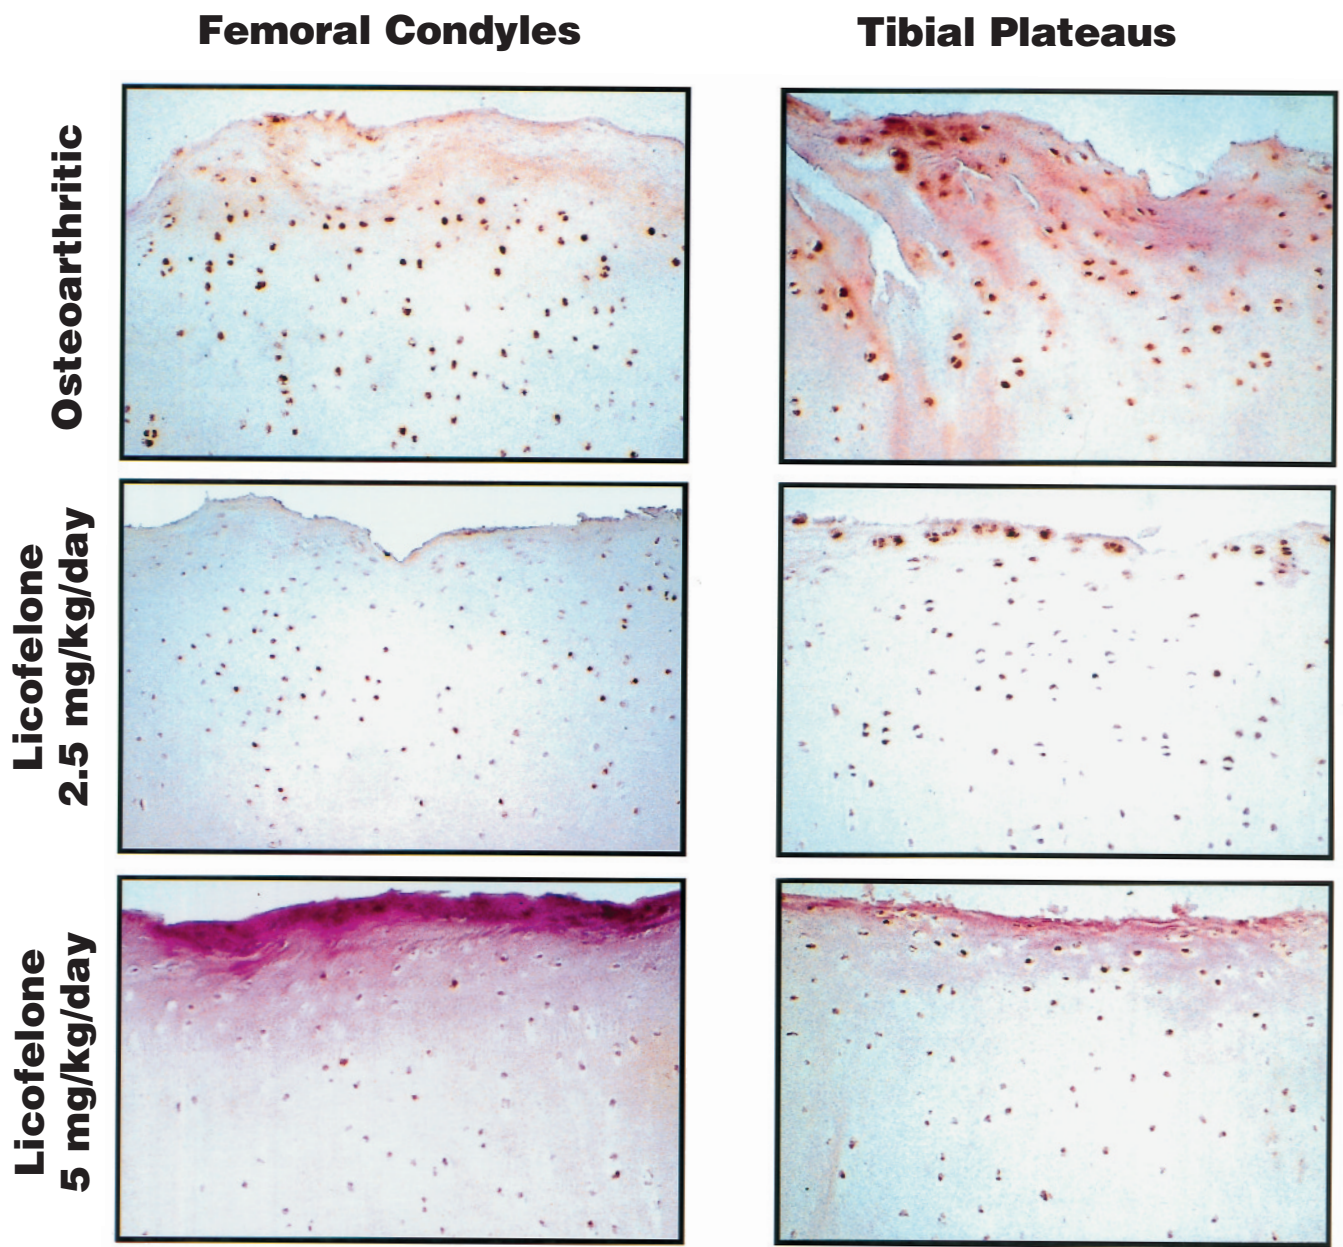 Femoral Condyles
Tibial Plateaus
Osteoarthritic
Licofelone
2.5 mg/kg/day
Licofelone
5 mg/kg/day